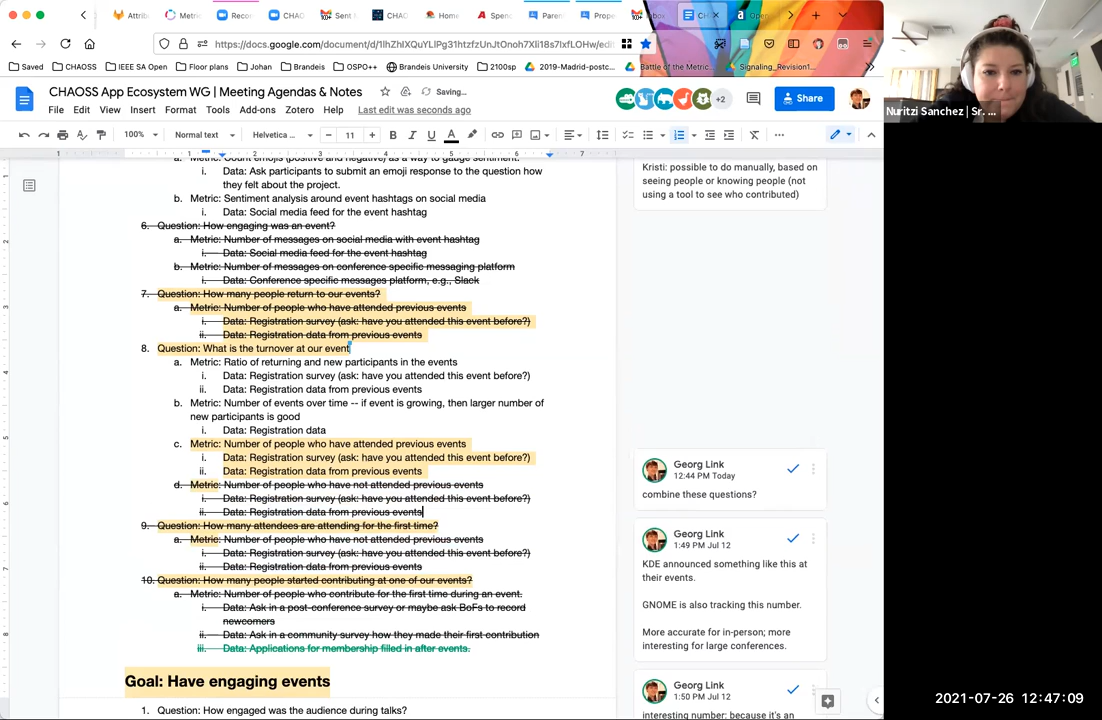 Attrib
Metric
Recor
CHAO
Sent
CHAO
Home
Spenc
Paren
Prope
Inbox
CHA
Open
https://docs.google.com/document/d/1lhZhlXQuYLlPg31htzfzUnJtOnoh7Xli18s7lxfLOHw/edi
Saved
CHAOSS
IEEE SA Open
Floor plans
Johan
Brandeis
OSPO++
Brandeis University
2100sp
2019-Madrid-postc...
Battle of the Metric...
Signaling_Revision1...
CHAOSS App Ecosystem WG | Meeting Agendas & Notes
Saving...
File Edit View Insert Format Tools Add-ons Zotero Help Last edit was seconds ago
+2
Share
100% Normal text Helvetica ... 11
a. Metric: Count emojis (positive and negative) as a way to gauge sentiment.
i. Data: Ask participants to submit an emoji response to the question how
they felt about the project.
b. Metric: Sentiment analysis around event hashtags on social media
i. Data: Social media feed for the event hashtag
6. Question: How engaging was an event?
a. Metric: Number of messages on social media with event hashtag
i. Data: Social media feed for the event hashtag
b. Metric: Number of messages on conference specific messaging platform
i. Data: Conference specific messages platform, e.g., Slack
7. Question: How many people return to our events?
a. Metric: Number of people who have attended previous events
i. Data: Registration survey (ask: have you attended this event before?)
ii. Data: Registration data from previous events
8. Question: What is the turnover at our event
a. Metric: Ratio of returning and new participants in the events
i. Data: Registration survey (ask: have you attended this event before?)
ii. Data: Registration data from previous events
b. Metric: Number of events over time -- if event is growing, then larger number of
new participants is good
i. Data: Registration data
c. Metric: Number of people who have attended previous events
i. Data: Registration survey (ask: have you attended this event before?)
ii. Data: Registration data from previous events
d. Metric: Number of people who have not attended previous events
i. Data: Registration survey (ask: have you attended this event before?)
ii. Data: Registration data from previous events
9. Question: How many attendees are attending for the first time?
a. Metric: Number of people who have not attended previous events
i. Data: Registration survey (ask: have you attended this event before?)
ii. Data: Registration data from previous events
10. Question: How many people started contributing at one of our events?
a. Metric: Number of people who contribute for the first time during an event.
i. Data: Ask in a post-conference survey or maybe ask BoFs to record
newcomers
ii. Data: Ask in a community survey how they made their first contribution
iii. Data: Applications for membership filled in after events.
Goal: Have engaging events
1. Question: How engaged was the audience during talks?
Kristi: possible to do manually, based on
seeing people or knowing people (not
using a tool to see who contributed)
Georg Link
12:44 PM Today
combine these questions?
Georg Link
1:49 PM Jul 12
KDE announced something like this at
their events.
GNOME is also tracking this number.
More accurate for in-person; more
interesting for large conferences.
Georg Link
1:50 PM Jul 12
interesting number: because it's an
Nuritzi Sanchez | Sr. ...
2021-07-26 12:47:09